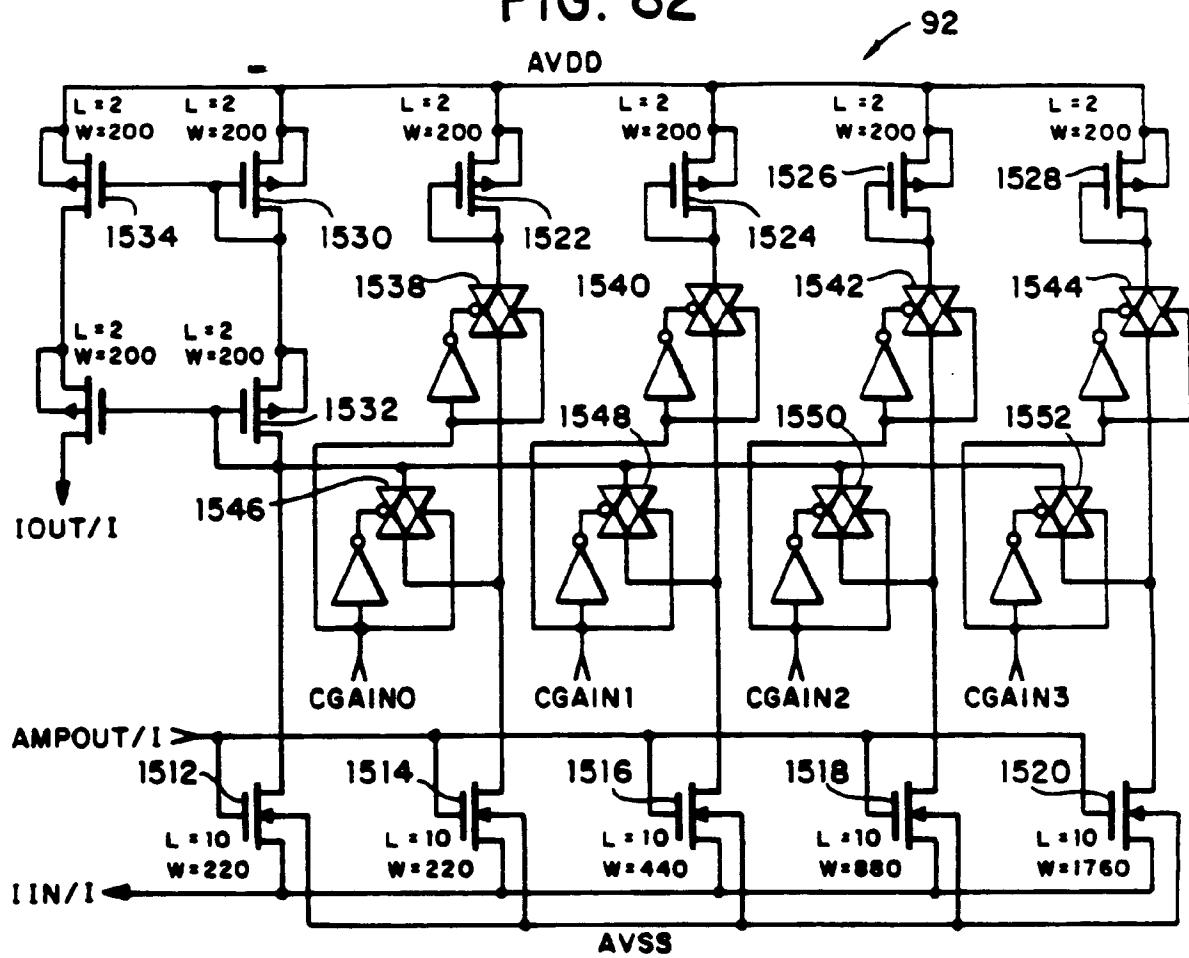 FIG. 62
92
AVDD
L=2 L=2 L=2 L=2 L=2 L=2
W=200 W=200 W=200 W=200 W=200 W=200
1526 1528
1534 1530 1522 1524
1538 1540 1542 1544
L=2 L=2
W=200 W=200
1532 1548 1550 1552
1546
IOUT/I
CGAIN0 CGAIN1 CGAIN2 CGAIN3
AMPOUT/I
1512 1514 1516 1518 1520
L=10 L=10 L=10 L=10 L=10
W=220 W=220 W=440 W=880 W=1760
IIN/I
AVSS